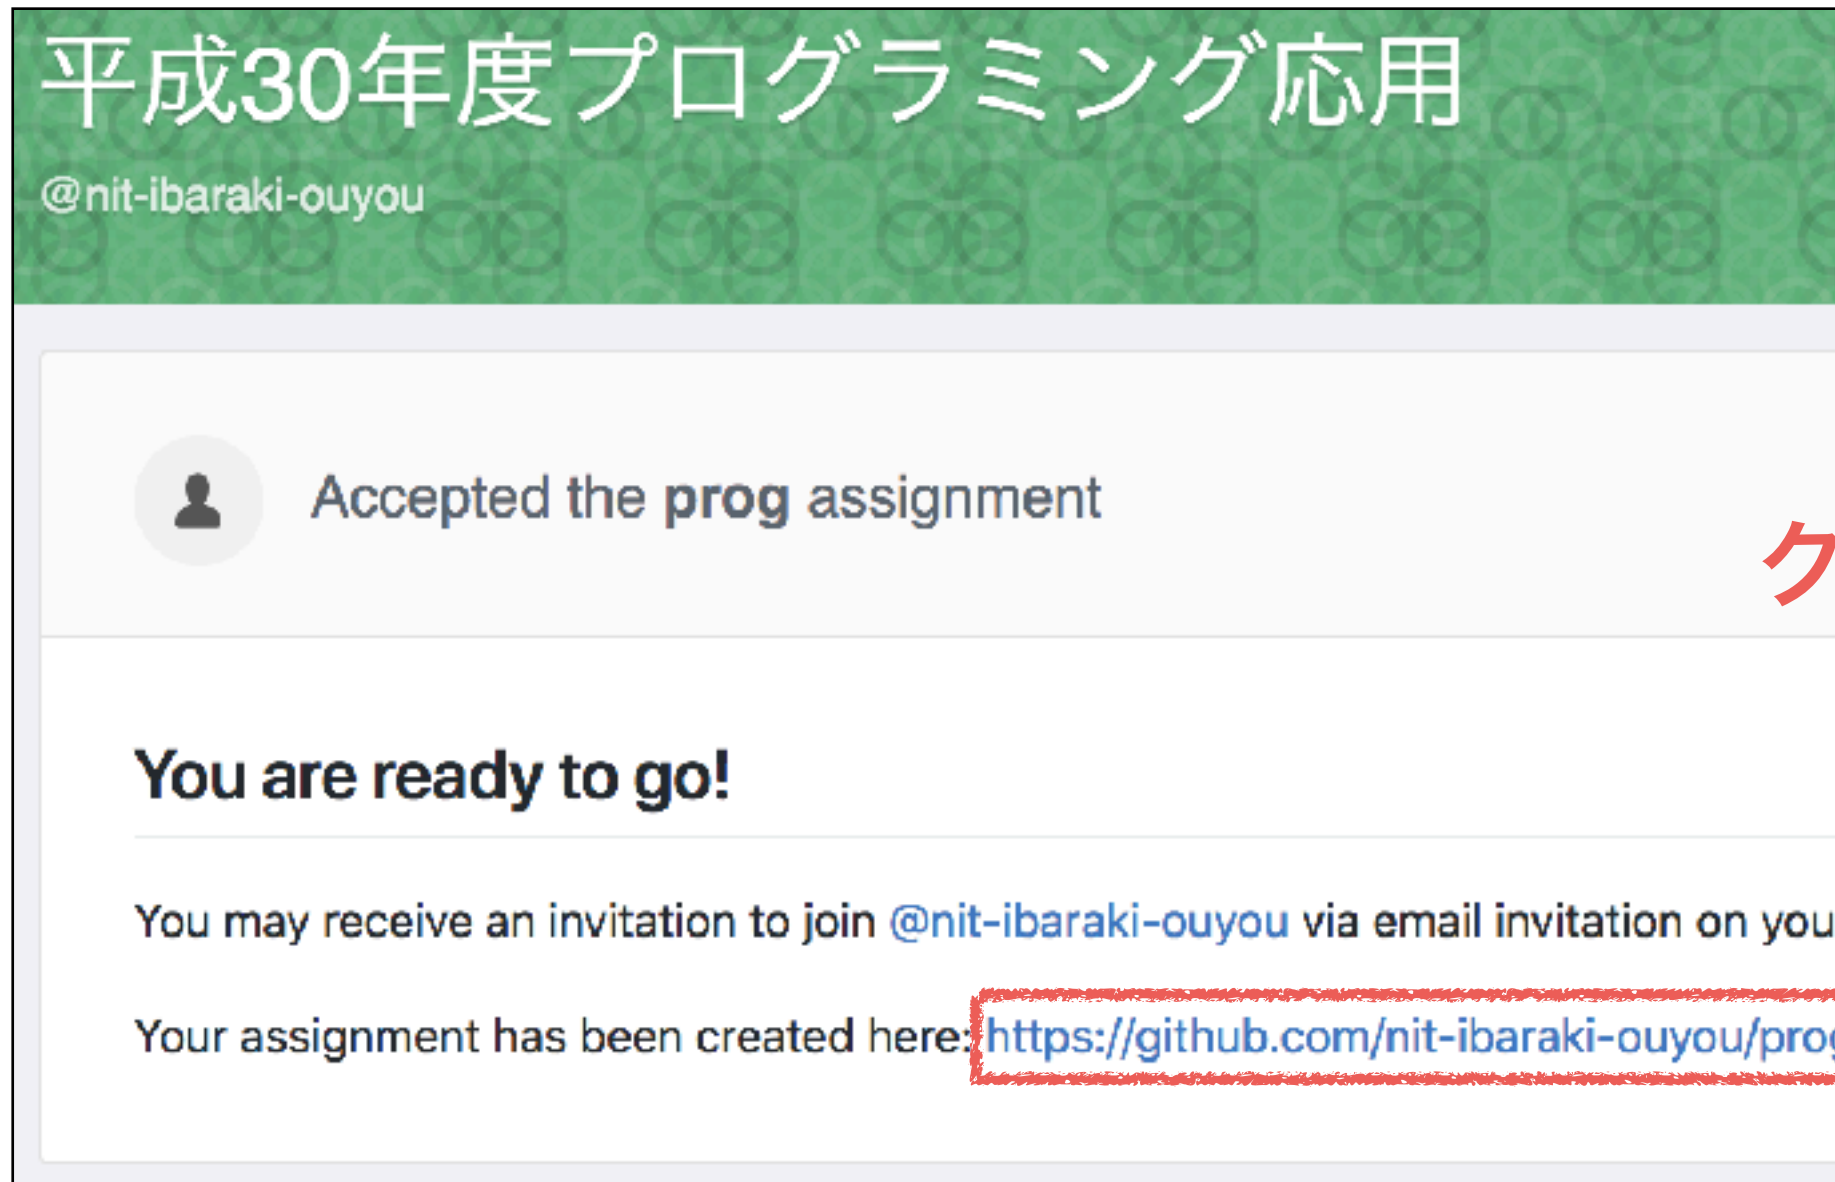 平成30年度プログラミング応用
@nit-ibaraki-ouyou
Accepted the prog assignment
ク
You are ready to go!
You may receive an invitation to join @nit-ibaraki-ouyou via email invitation on you
Your assignment has been created here: https://github.com/nit-ibaraki-ouyou/prog